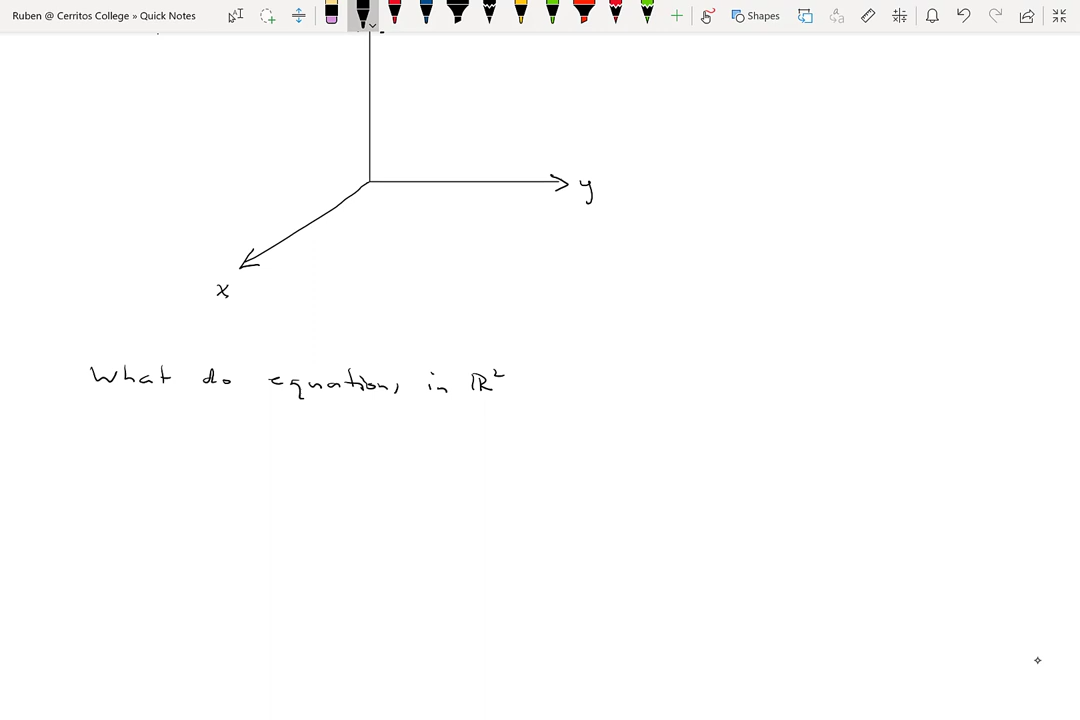 Ruben @ Cerritos College » Quick Notes
Shapes
y
x
What do equations in ℝ²